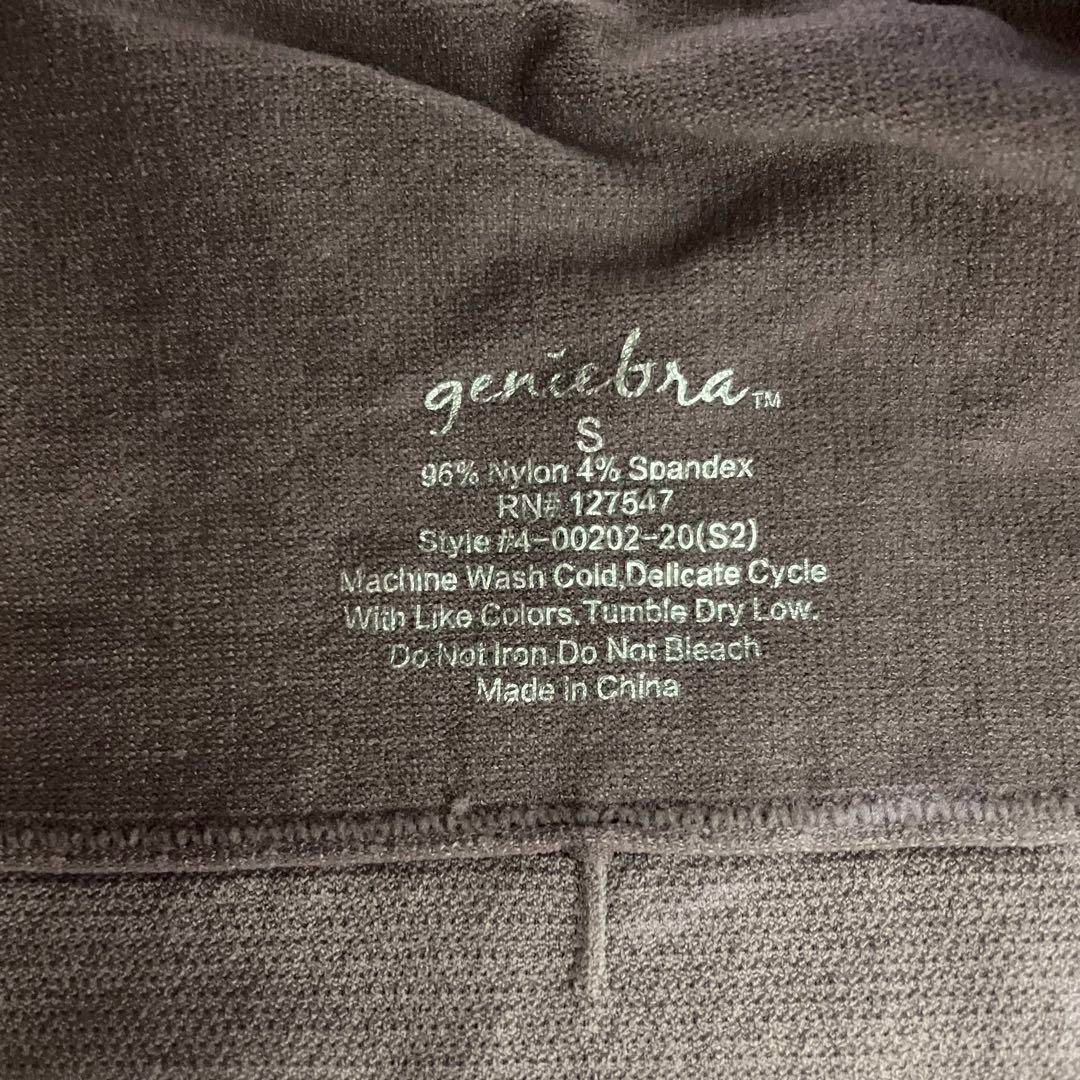 geniebra™
S
96% Nylon 4% Spandex
RN# 127547
Style #4-00202-20(S2)
Machine Wash Cold,Delicate Cycle
With Like Colors,Tumble Dry Low.
Do Not Iron.Do Not Bleach
Made in China